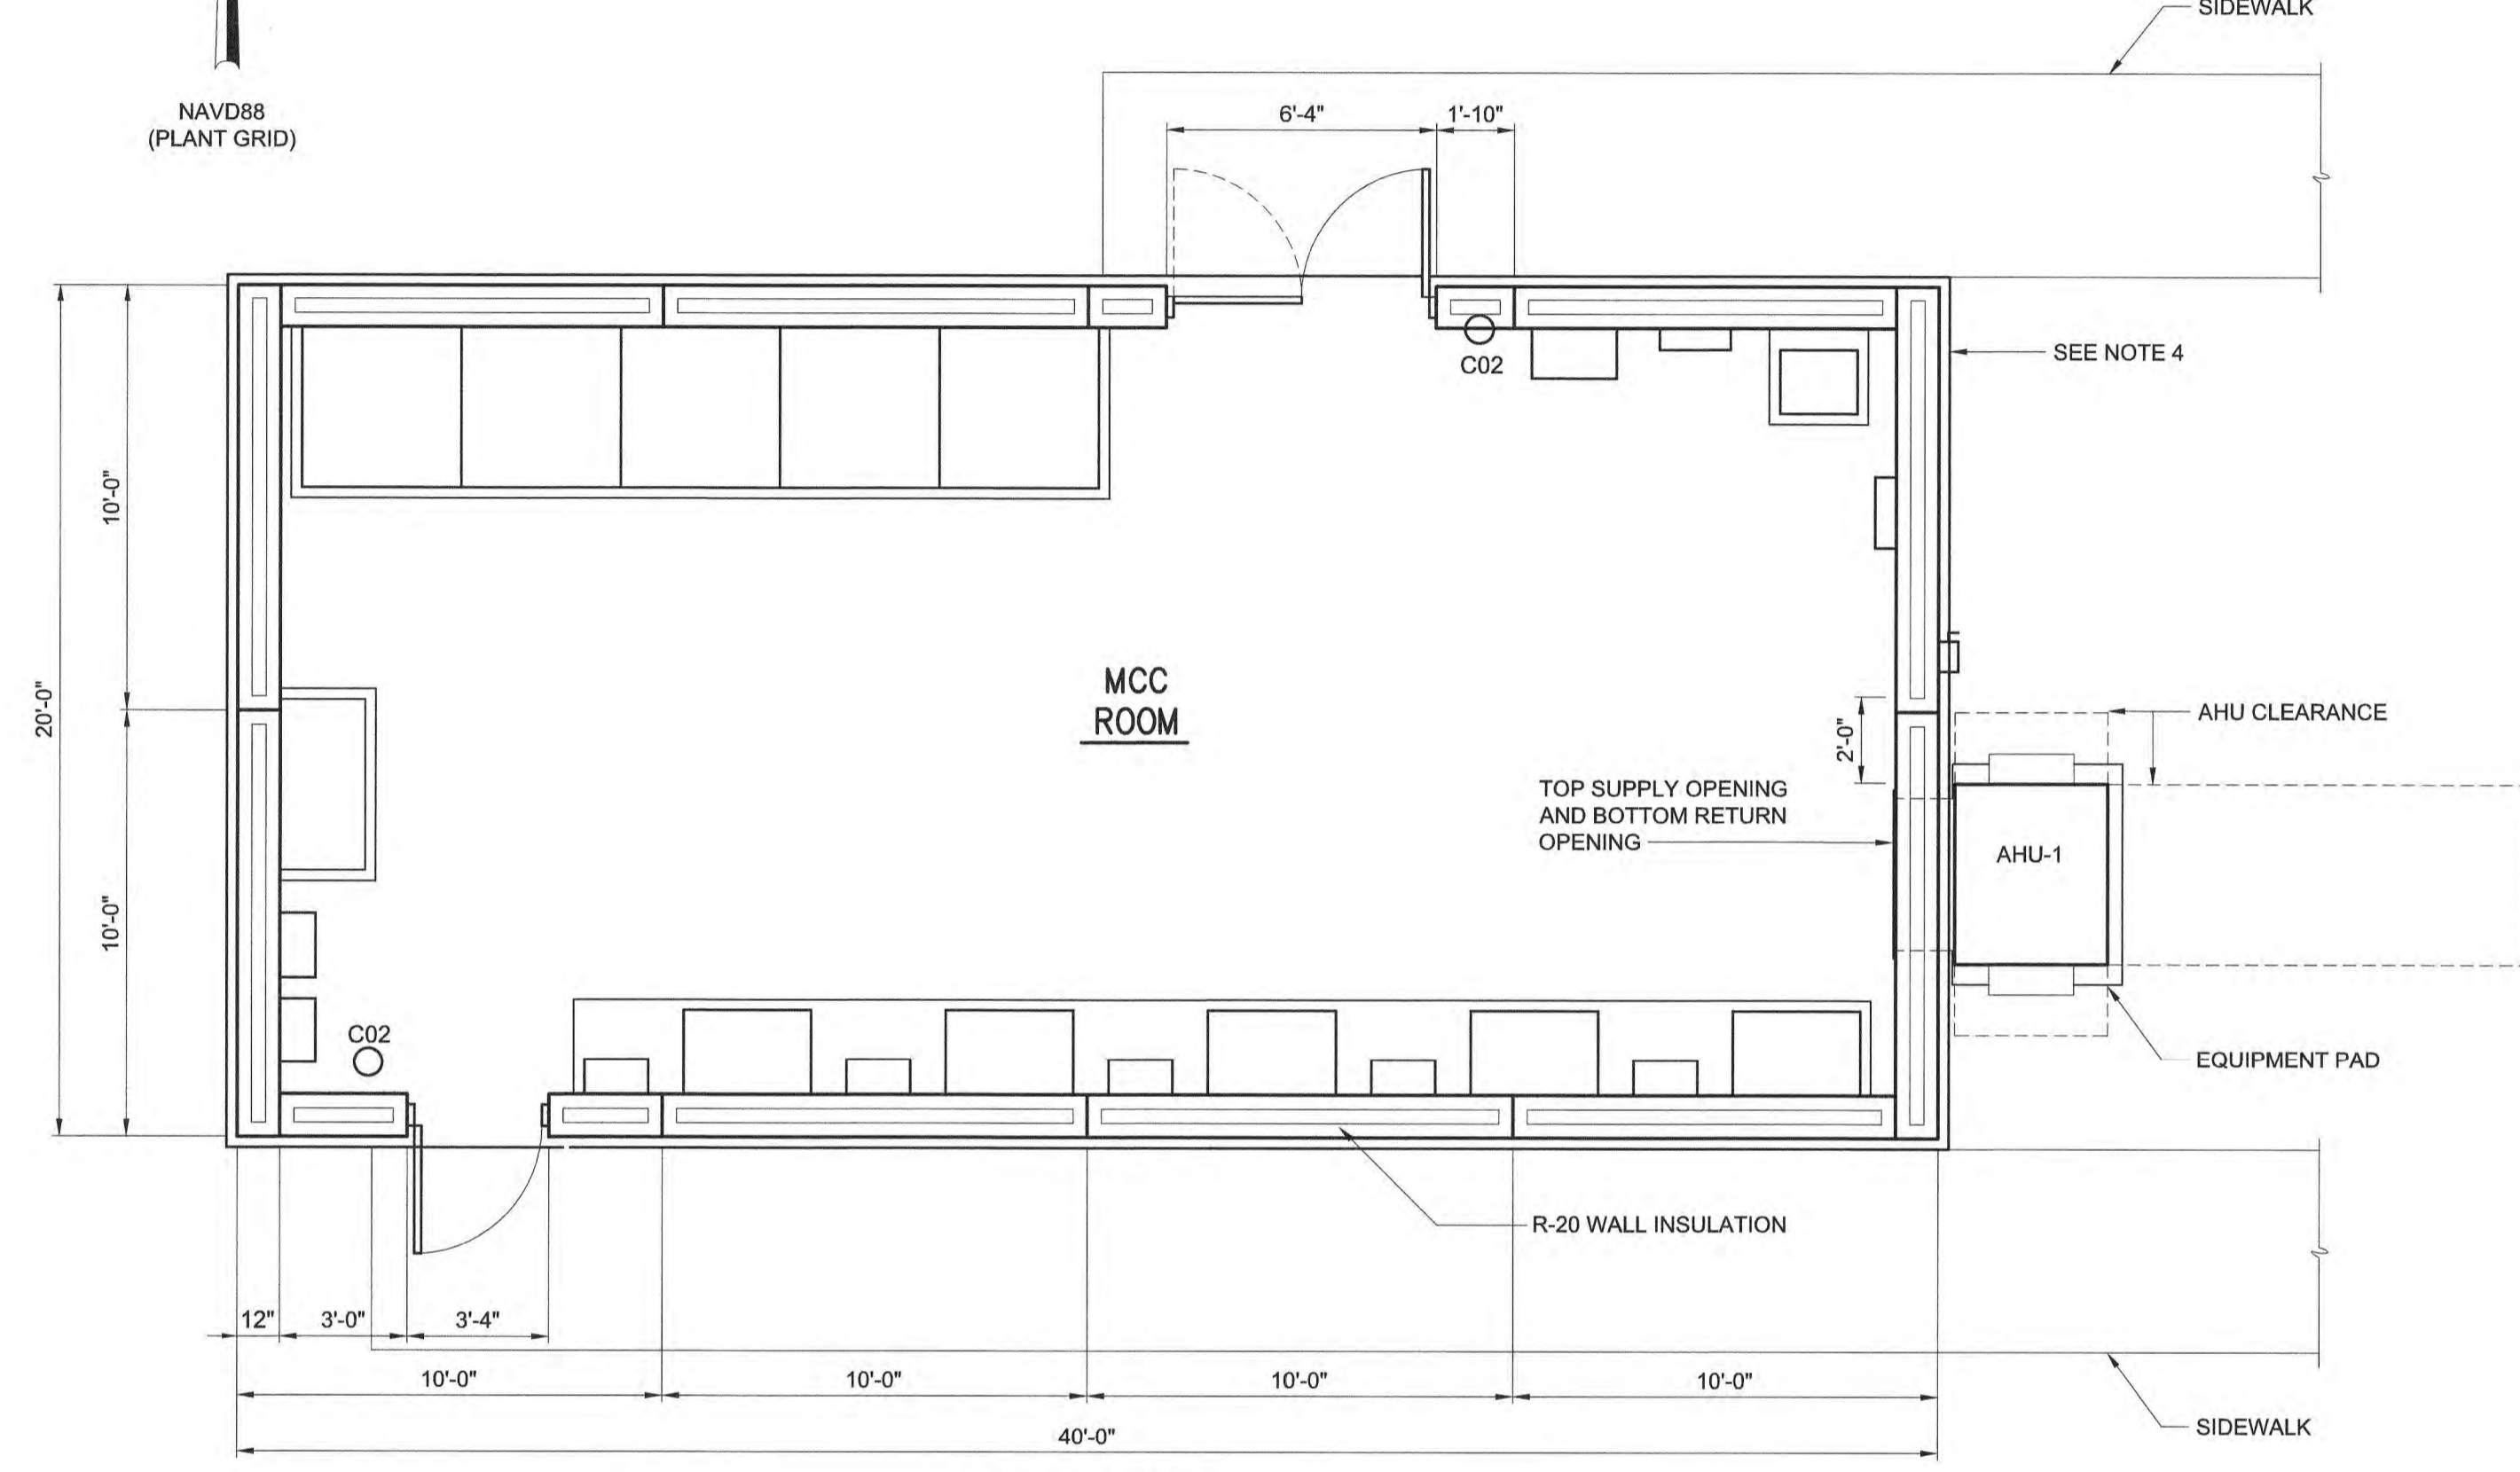 SIDEWALK
NAVD88
(PLANT GRID)
6'-4"
1'-10"
SEE NOTE 4
C02
10'-0"
20'-0"
MCC
ROOM
2'-0"
AHU CLEARANCE
TOP SUPPLY OPENING
AND BOTTOM RETURN
OPENING
AHU-1
10'-0"
C02
EQUIPMENT PAD
R-20 WALL INSULATION
12"
3'-0"
3'-4"
10'-0"
10'-0"
10'-0"
10'-0"
SIDEWALK
40'-0"